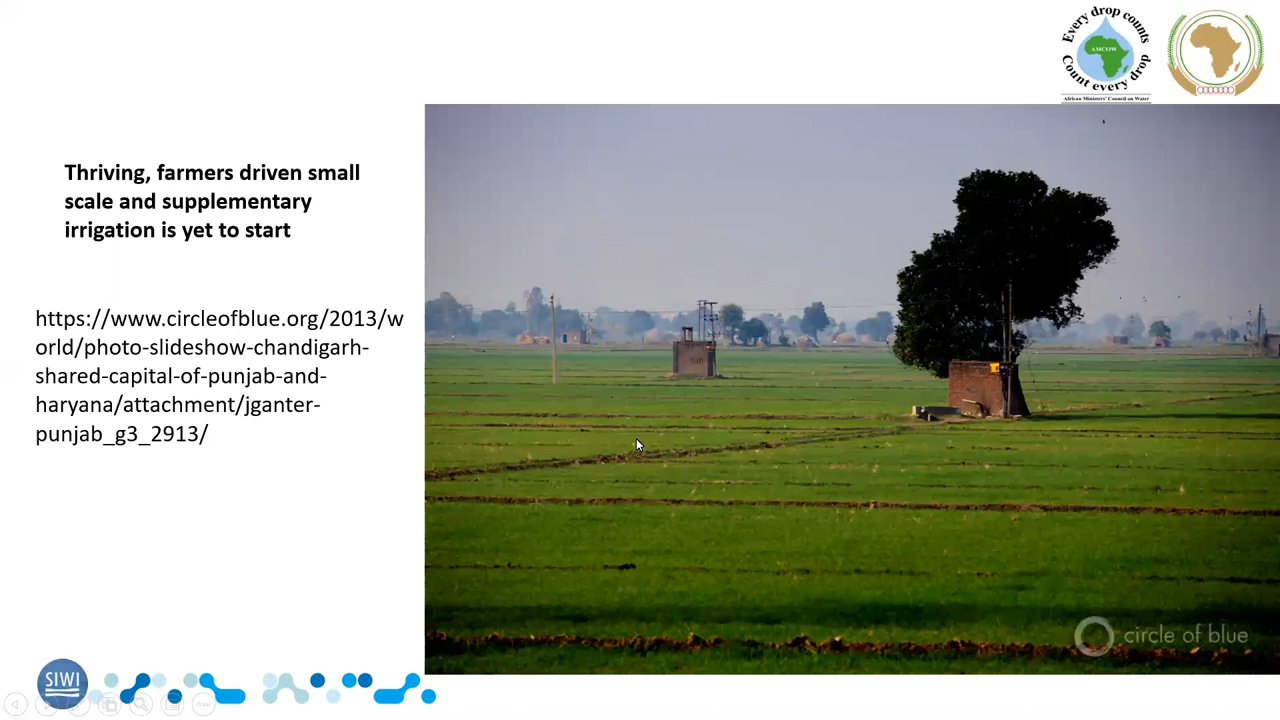 Every drop counts
AMCOW
Count every drop
African Ministers' Council on Water
Thriving, farmers driven small
scale and supplementary
irrigation is yet to start
https://www.circleofblue.org/2013/w
orld/photo-slideshow-chandigarh-
shared-capital-of-punjab-and-
haryana/attachment/jganter-
punjab_g3_2913/
circle of blue
SIWI